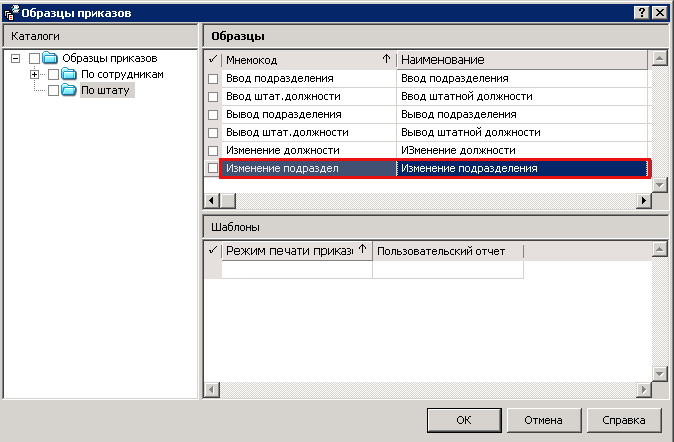 Образцы приказов
Каталоги
Образцы приказов
По сотрудникам
По штату
Образцы
Мнемокод Наименование
Ввод подразделения Ввод подразделения
Ввод штат.должности Ввод штатной должности
Вывод подразделения Вывод подразделения
Вывод штат.должности Вывод штатной должности
Изменение должности ИЗменение должности
Изменение подраздел Изменение подразделения
Шаблоны
Режим печати приказо Пользовательский отчет
ОК Отмена Справка